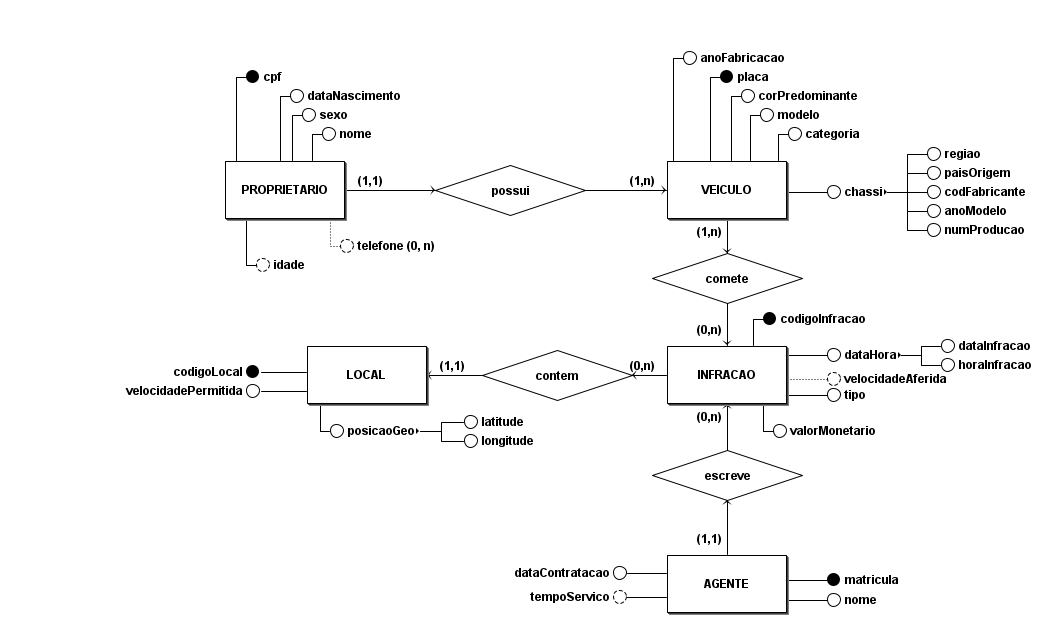 anoFabricacao
cpf
placa
dataNascimento
corPredominante
sexo
modelo
nome
categoria
regiao
paisOrigem
PROPRIETARIO
(1,1)
possui
(1,n)
VEICULO
chassi
codFabricante
anoModelo
numProducao
(1,n)
telefone (0, n)
idade
comete
codigoInfracao
(0,n)
dataInfracao
dataHora
horaInfracao
codigoLocal
LOCAL
(1,1)
contem
(0,n)
INFRACAO
velocidadeAferida
velocidadePermitida
tipo
(0,n)
latitude
posicaoGeo
longitude
valorMonetario
escreve
(1,1)
dataContratacao
AGENTE
matricula
tempoServico
nome